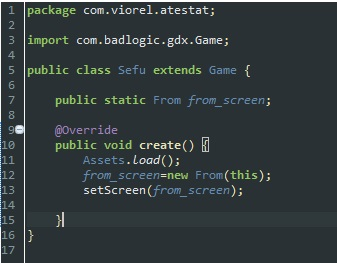 1 package com.viorel.atestat;
2
3 import com.badlogic.gdx.Game;
4
5 public class Sefu extends Game {
6
7     public static From from_screen;
8
9     @Override
10     public void create() {
11         Assets.load();
12         from_screen=new From(this);
13         setScreen(from_screen);
14
15     }
16 }
17